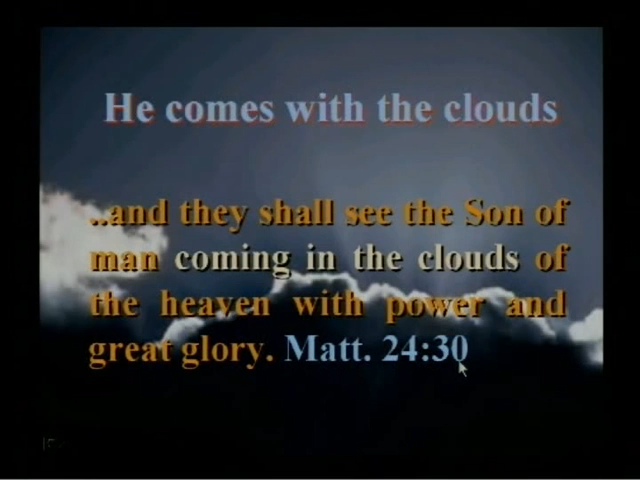 He comes with the clouds
..and they shall see the Son of
man coming in the clouds of
the heaven with power and
great glory. Matt. 24:30